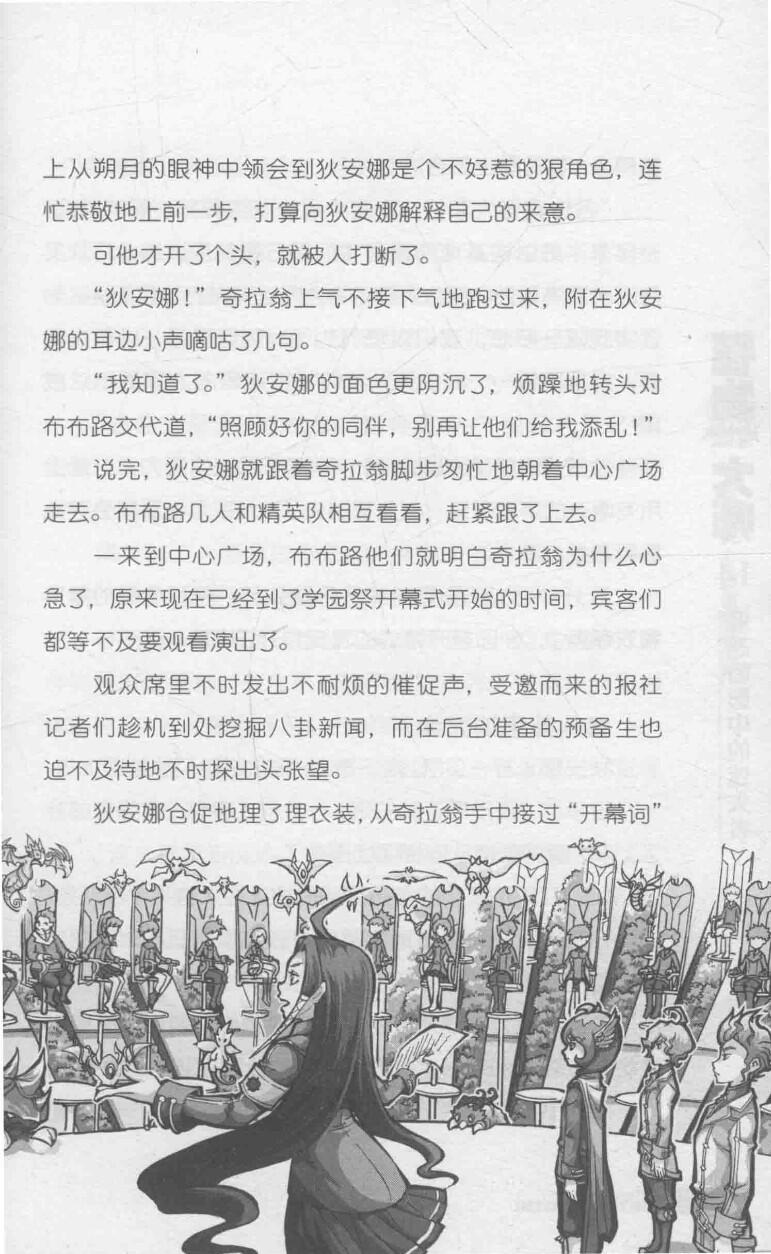 上从朔月的眼神中领会到狄安娜是个不好惹的狠角色，连
忙恭敬地上前一步，打算向狄安娜解释自己的来意。
可他才开了个头，就被人打断了。
“狄安娜！”奇拉翁上气不接下气地跑过来，附在狄安
娜的耳边小声嘀咕了几句。
“我知道了。”狄安娜的面色更阴沉了，烦躁地转头对
布布路交代道，“照顾好你的同伴，别再让他们给我添乱！”
说完，狄安娜就跟着奇拉翁脚步匆忙地朝着中心广场
走去。布布路几人和精英队相互看看，赶紧跟了上去。
一来到中心广场，布布路他们就明白奇拉翁为什么心
急了，原来现在已经到了学园祭开幕式开始的时间，宾客们
都等不及要观看演出了。
观众席里不时发出不耐烦的催促声，受邀而来的报社
记者们趁机到处挖掘八卦新闻，而在后台准备的预备生也
迫不及待地不时探出头张望。
狄安娜仓促地理了理衣装，从奇拉翁手中接过“开幕词”